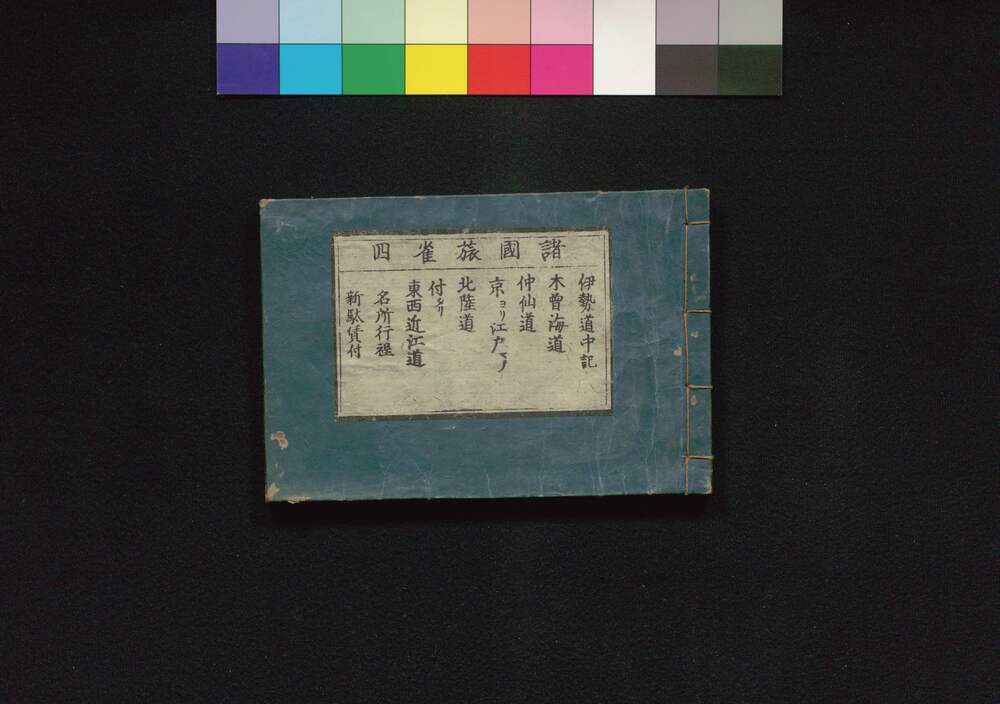 諸國旅雀四
伊勢道中記
木曽海道
仲仙道
京ヨリ江戸マテ
北陸道
付タリ
東西近江道
名所行程
新駄賃付